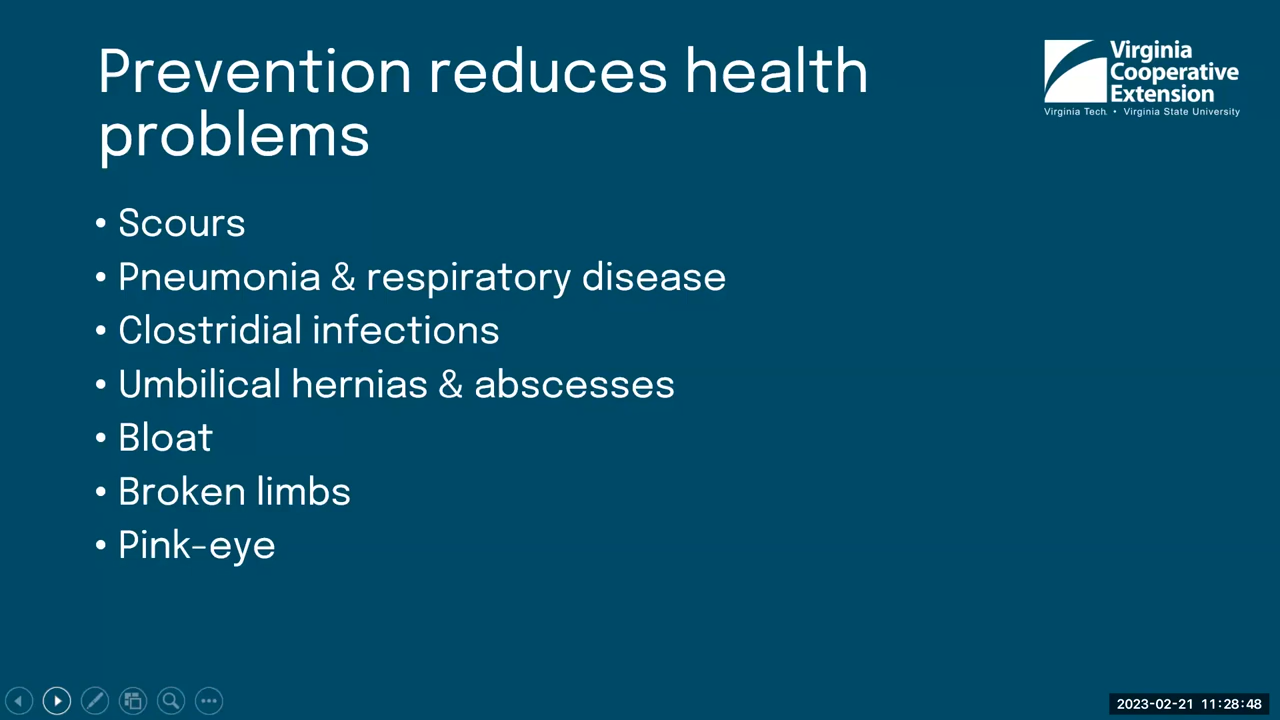 Prevention reduces health
problems
Virginia
Cooperative
Extension
Virginia Tech. • Virginia State University
• Scours
• Pneumonia & respiratory disease
• Clostridial infections
• Umbilical hernias & abscesses
• Bloat
• Broken limbs
• Pink-eye
2023-02-21 11:28:48